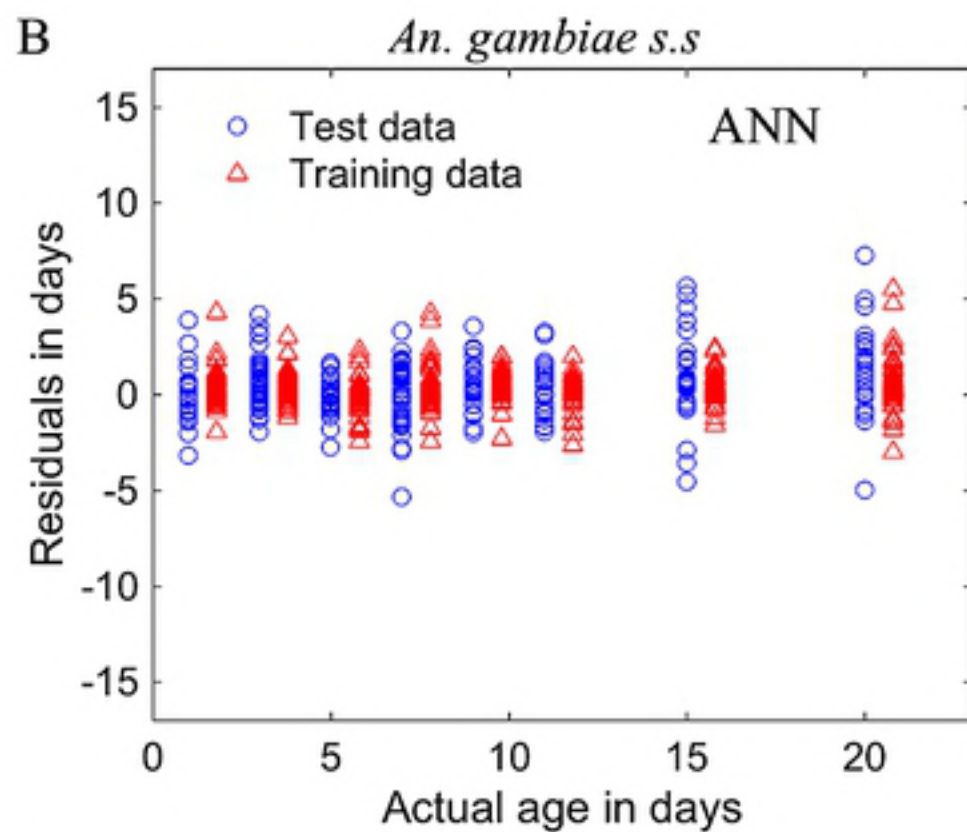 B
An. gambiae s.s
ANN
Test data
Training data
Residuals in days
15
10
5
0
-5
-10
-15
0 5 10 15 20
Actual age in days